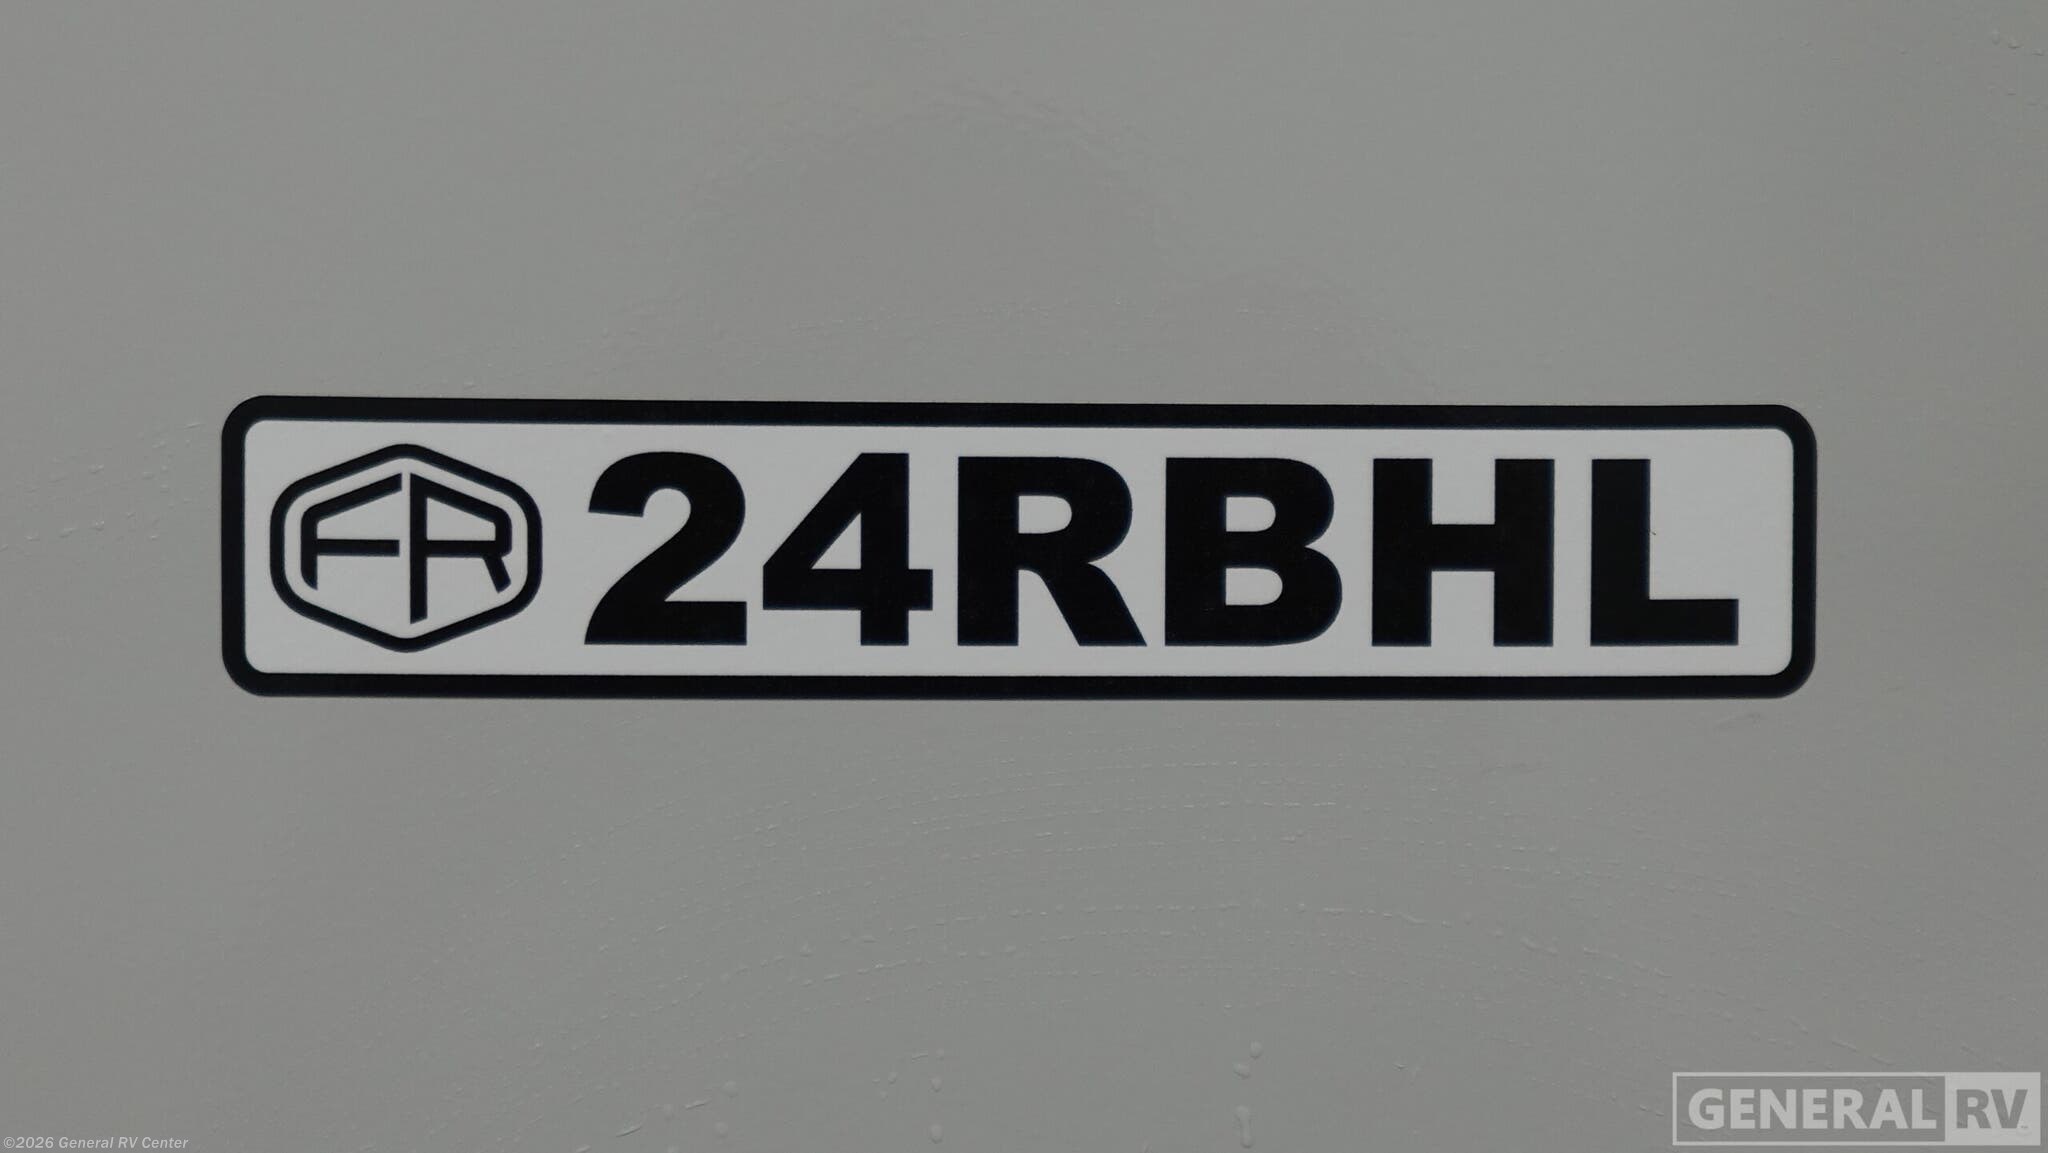 FR 24RBHL
GENERAL RV
©2026 General RV Center